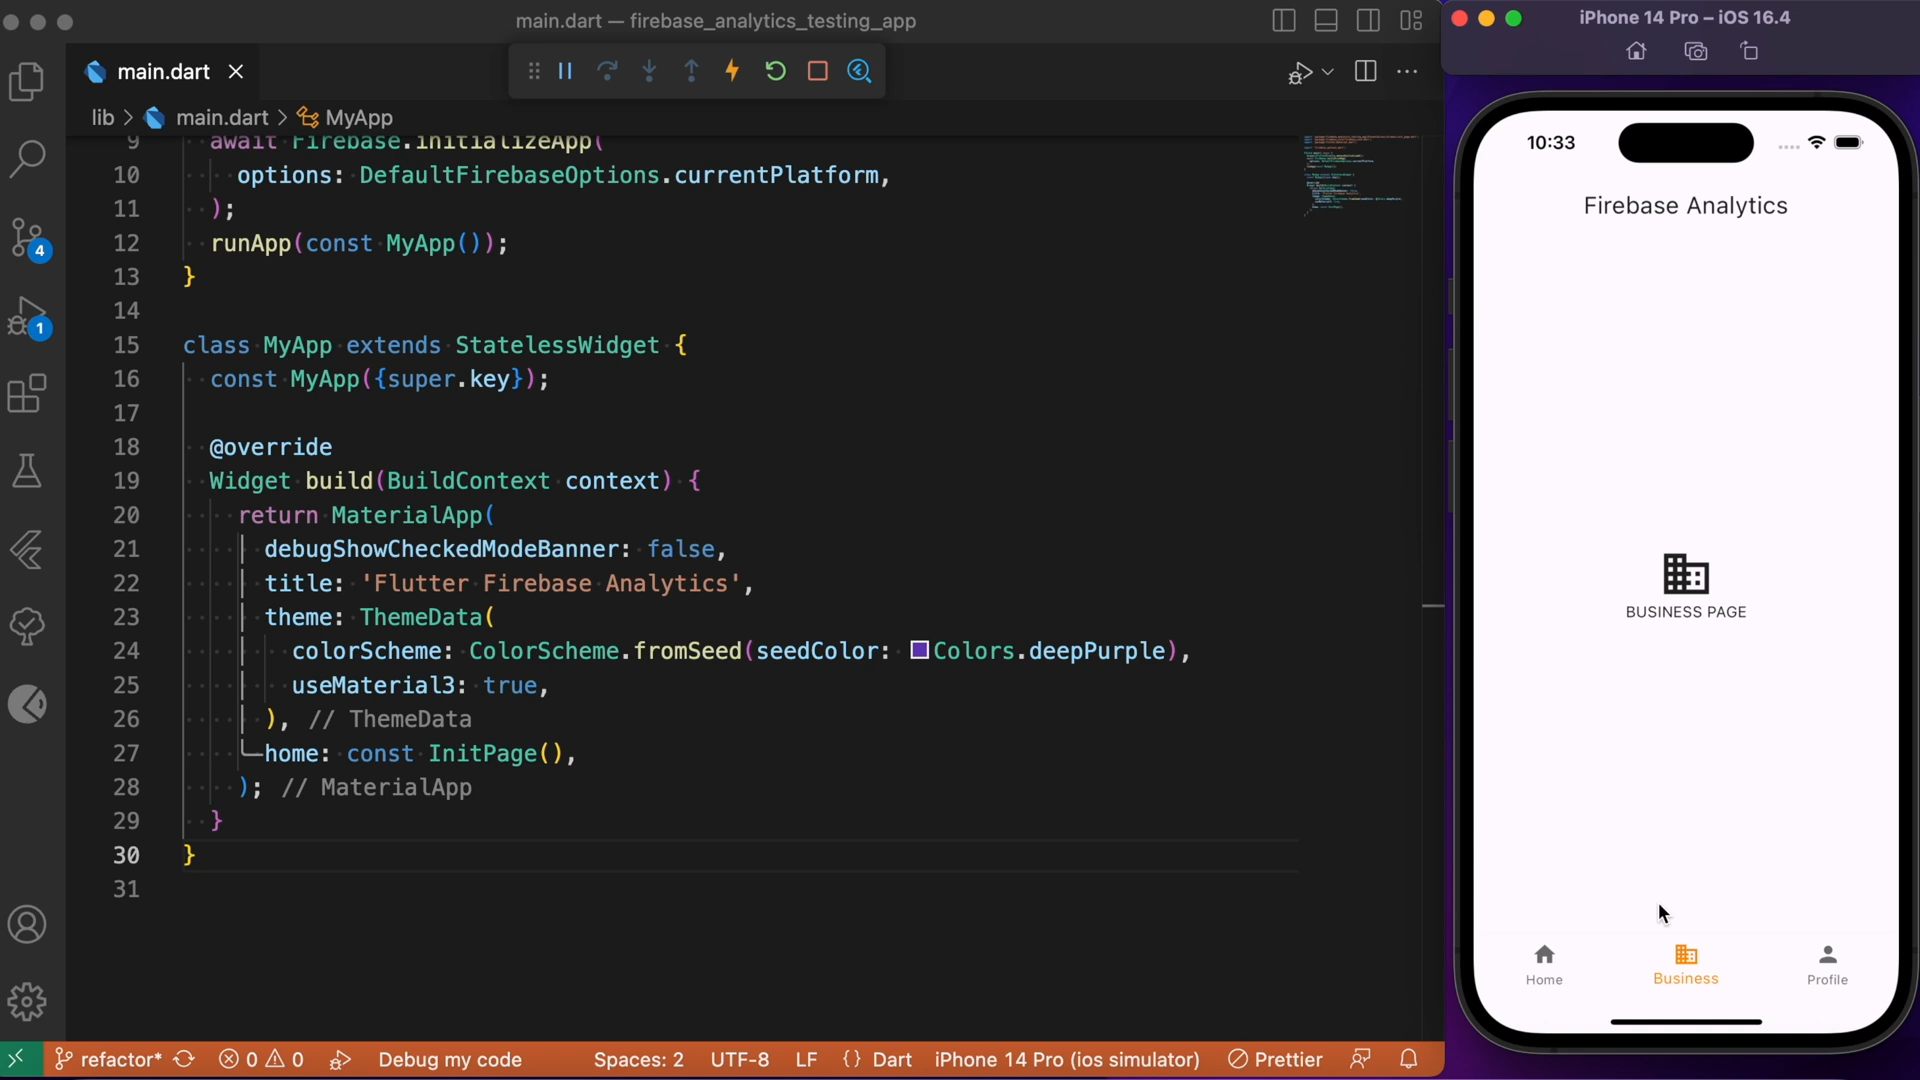 main.dart — firebase_analytics_testing_app
main.dart
lib > main.dart > MyApp
9 await Firebase.initializeApp(
10 options: DefaultFirebaseOptions.currentPlatform,
11 );
12 runApp(const MyApp());
13 }
14
15 class MyApp extends StatelessWidget {
16 const MyApp({super.key});
17
18 @override
19 Widget build(BuildContext context) {
20 return MaterialApp(
21 debugShowCheckedModeBanner: false,
22 title: 'Flutter Firebase Analytics',
23 theme: ThemeData(
24 colorScheme: ColorScheme.fromSeed(seedColor: Colors.deepPurple),
25 useMaterial3: true,
26 ), // ThemeData
27 home: const InitPage(),
28 ); // MaterialApp
29 }
30 }
31
4
1
refactor* 0 0 Debug my code Spaces: 2 UTF-8 LF {} Dart iPhone 14 Pro (ios simulator) Prettier
iPhone 14 Pro – iOS 16.4
10:33
Firebase Analytics
BUSINESS PAGE
Home Business Profile